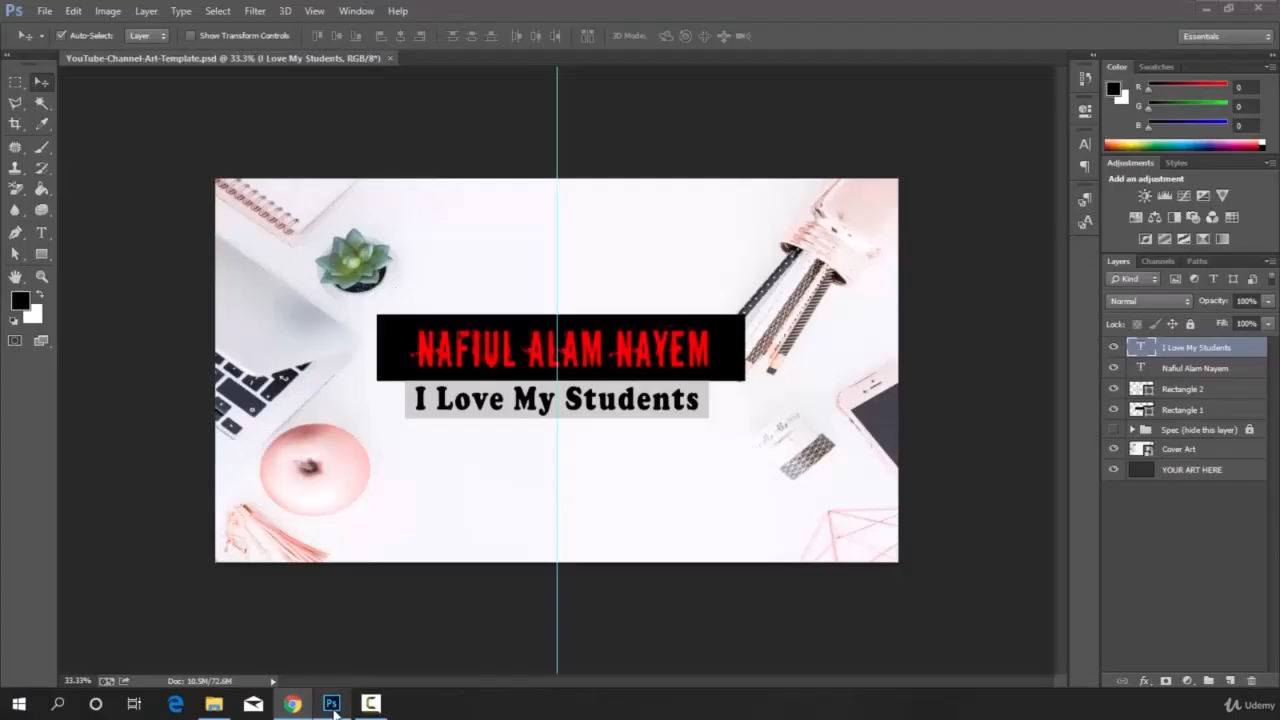 Ps File Edit Image Layer Type Select Filter 3D View Window Help
Auto-Select: Layer Show Transform Controls 3D Mode: Essentials
YouTube-Channel-Art-Template.psd @ 33.3% (I Love My Students, RGB/8*) ×
Color Swatches
R 0
G 0
B 0
Adjustments Styles
Add an adjustment
Layers Channels Paths
Kind
Normal Opacity: 100%
Lock: Fill: 100%
I Love My Students
Nafiul Alam Nayem
Rectangle 2
Rectangle 1
Spec (hide this layer)
Cover Art
YOUR ART HERE
NAFIUL ALAM NAYEM
I Love My Students
33.33% Doc: 10.5M/72.6M
Ps
Udemy